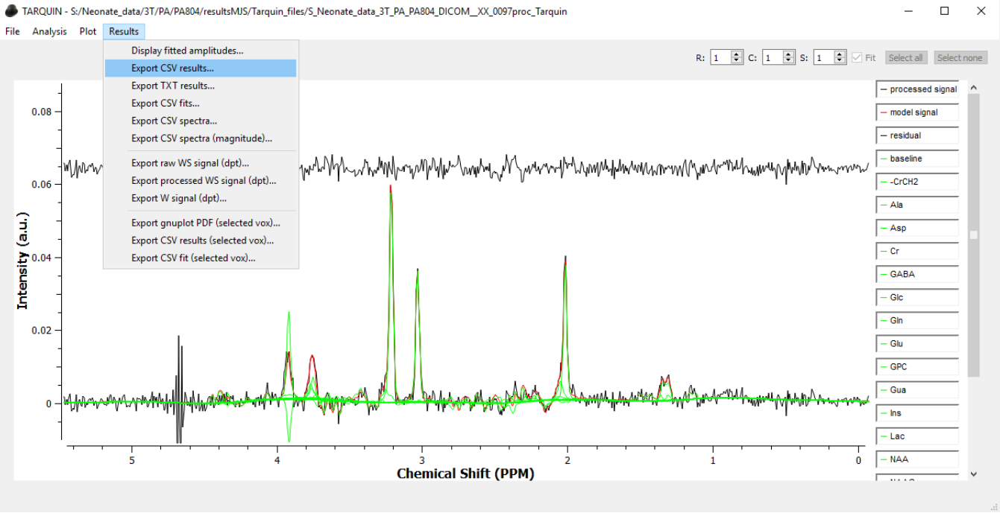 TARQUIN - S:/Neonate_data/3T/PA/PA804/resultsMJS/Tarquin_files/S_Neonate_data_3T_PA_PA804_DICOM__XX_0097proc_Tarquin
File Analysis Plot Results
Display fitted amplitudes...
Export CSV results...
Export TXT results...
Export CSV fits...
Export CSV spectra...
Export CSV spectra (magnitude)...
Export raw WS signal (dpt)...
Export processed WS signal (dpt)...
Export W signal (dpt)...
Export gnuplot PDF (selected vox)...
Export CSV results (selected vox)...
Export CSV fit (selected vox)...
R: 1 C: 1 S: 1 Fit Select all Select none
Intensity (a.u.)
0.08
0.06
0.04
0.02
0
5 4 3 2 1 0
Chemical Shift (PPM)
processed signal
model signal
residual
baseline
-CrCH2
Ala
Asp
Cr
GABA
Glc
Gln
Glu
GPC
Gua
Ins
Lac
NAA